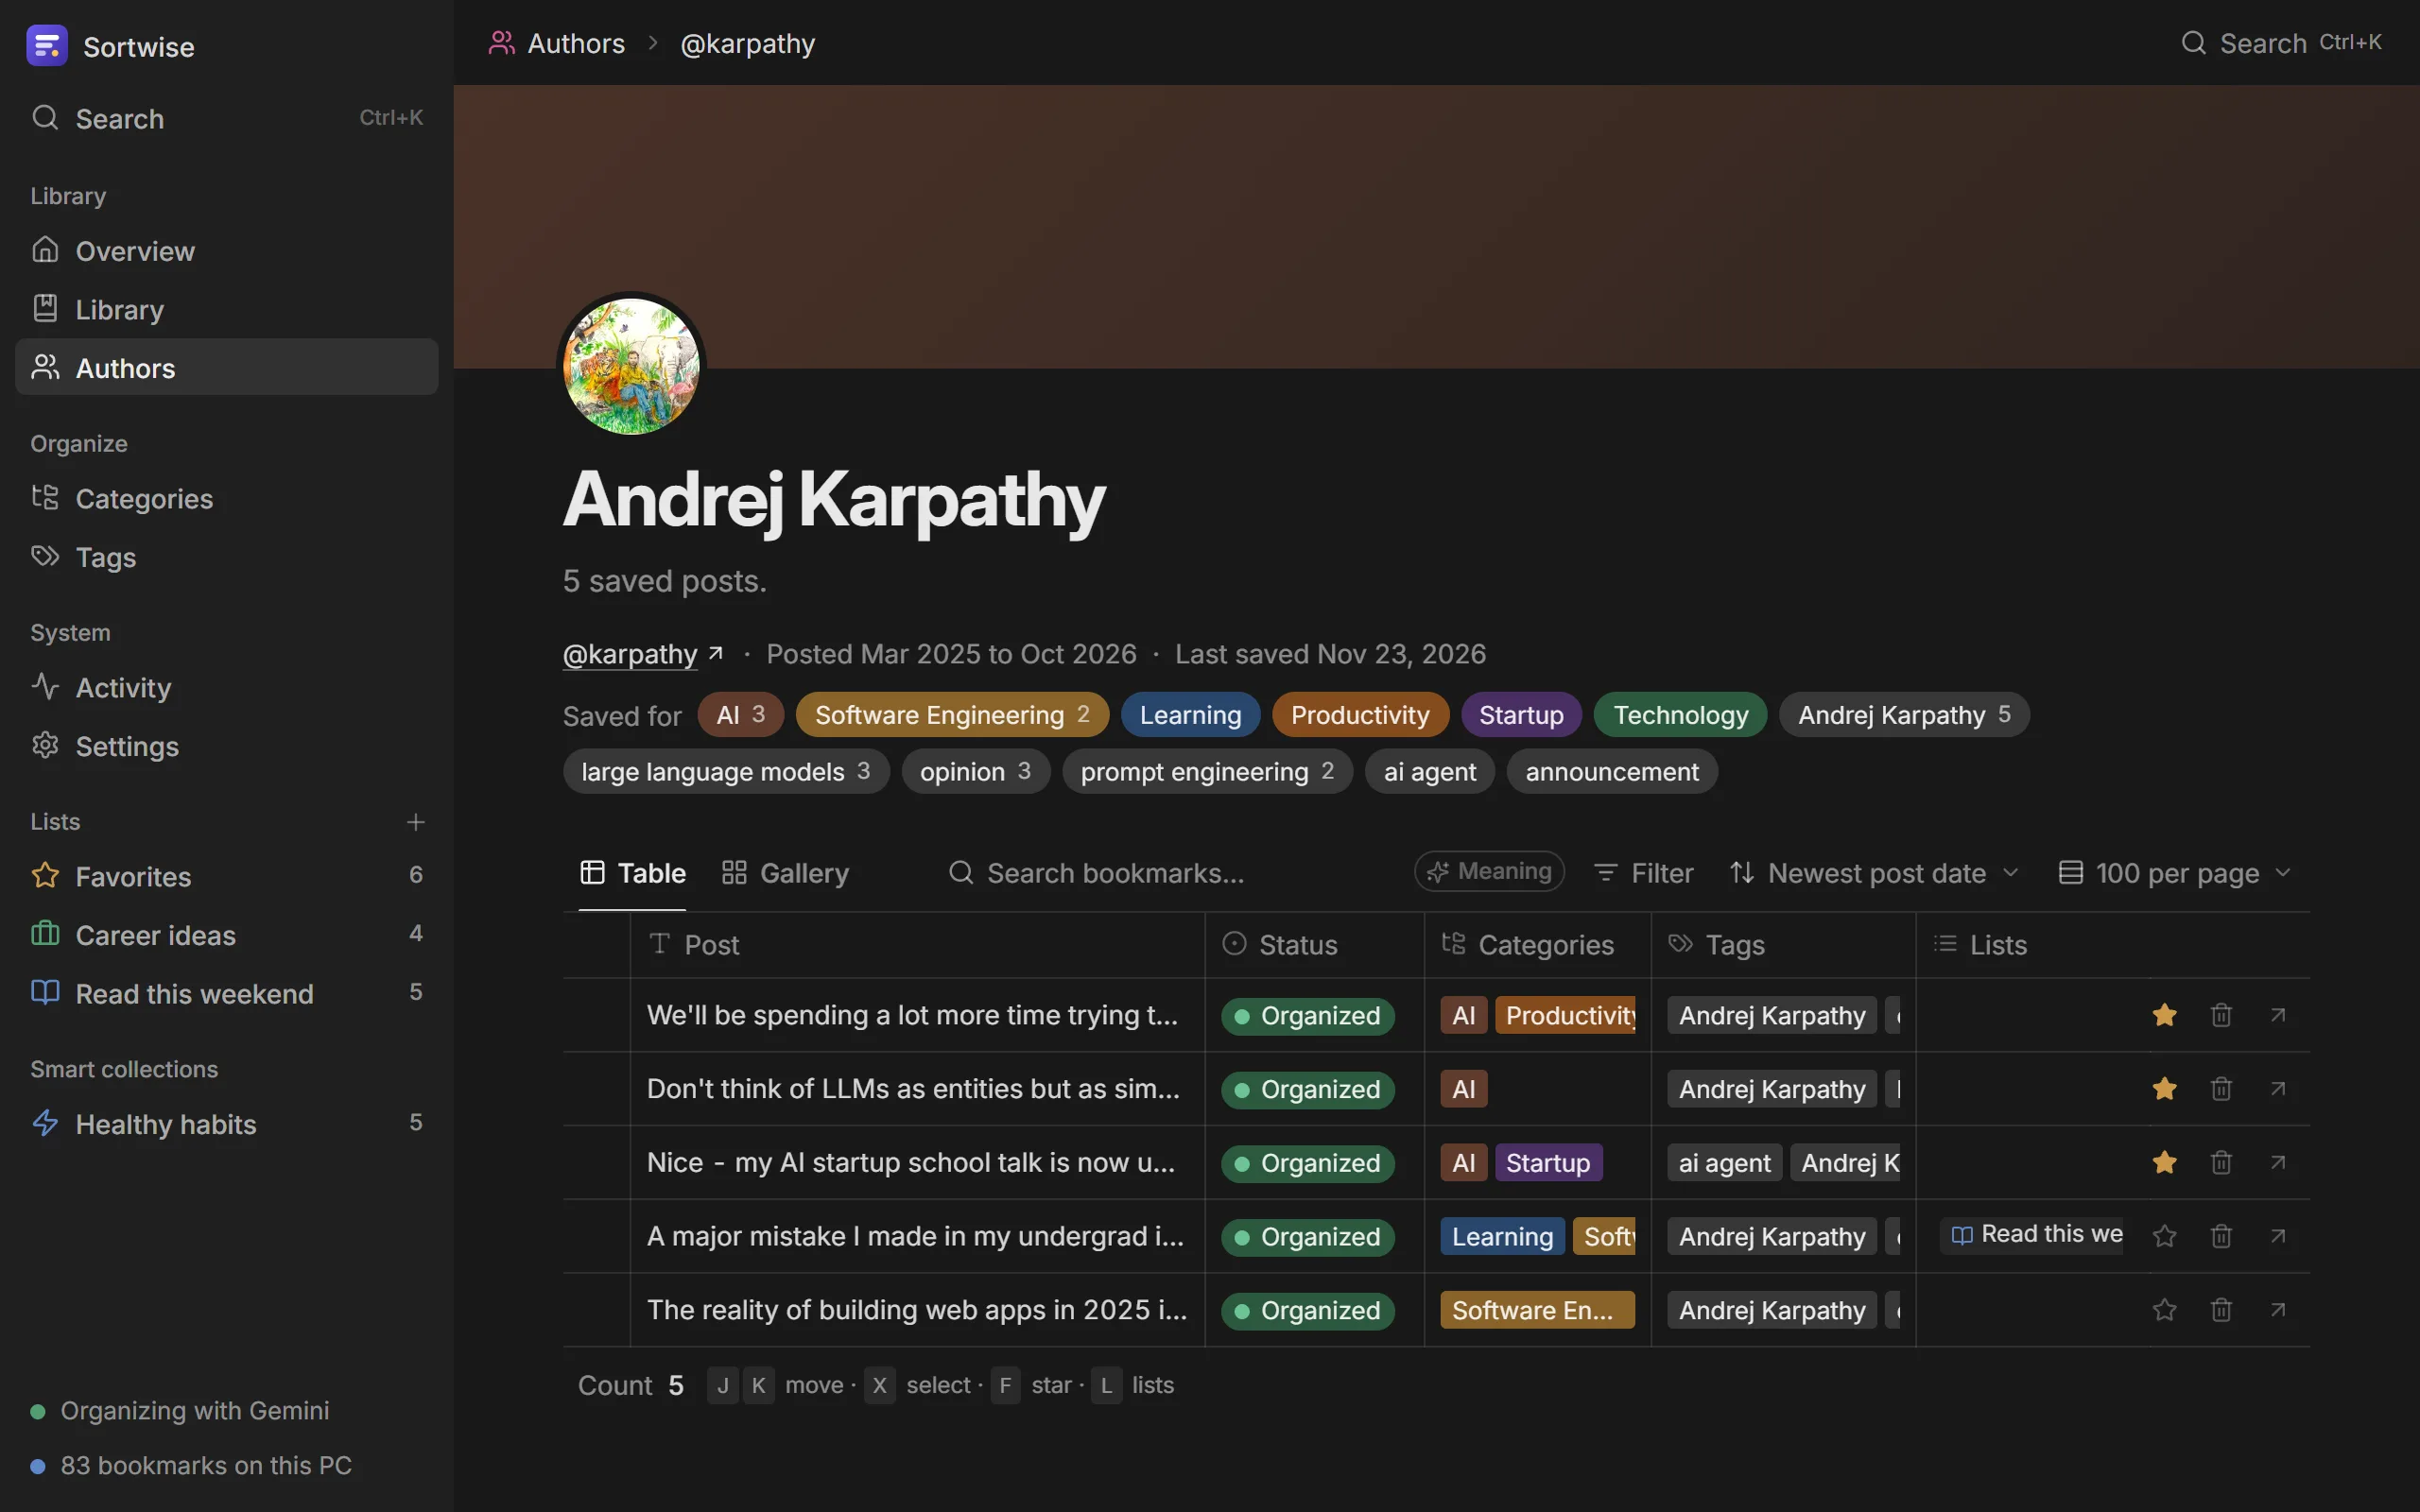 Sortwise
Search Ctrl+K
Library
Overview
Library
Authors
Organize
Categories
Tags
System
Activity
Settings
Lists
Favorites 6
Career ideas 4
Read this weekend 5
Smart collections
Healthy habits 5
Organizing with Gemini
83 bookmarks on this PC
Authors > @karpathy
Search Ctrl+K
Andrej Karpathy
5 saved posts.
@karpathy ↗ · Posted Mar 2025 to Oct 2026 · Last saved Nov 23, 2026
Saved for AI 3 Software Engineering 2 Learning Productivity Startup Technology Andrej Karpathy 5
large language models 3 opinion 3 prompt engineering 2 ai agent announcement
Table Gallery Search bookmarks... Meaning Filter Newest post date 100 per page
Post Status Categories Tags Lists
We'll be spending a lot more time trying t... Organized AI Productivity Andrej Karpathy
Don't think of LLMs as entities but as sim... Organized AI Andrej Karpathy
Nice - my AI startup school talk is now u... Organized AI Startup ai agent Andrej K
A major mistake I made in my undergrad i... Organized Learning Softw Andrej Karpathy Read this we
The reality of building web apps in 2025 i... Organized Software En... Andrej Karpathy
Count 5 J K move · X select · F star · L lists